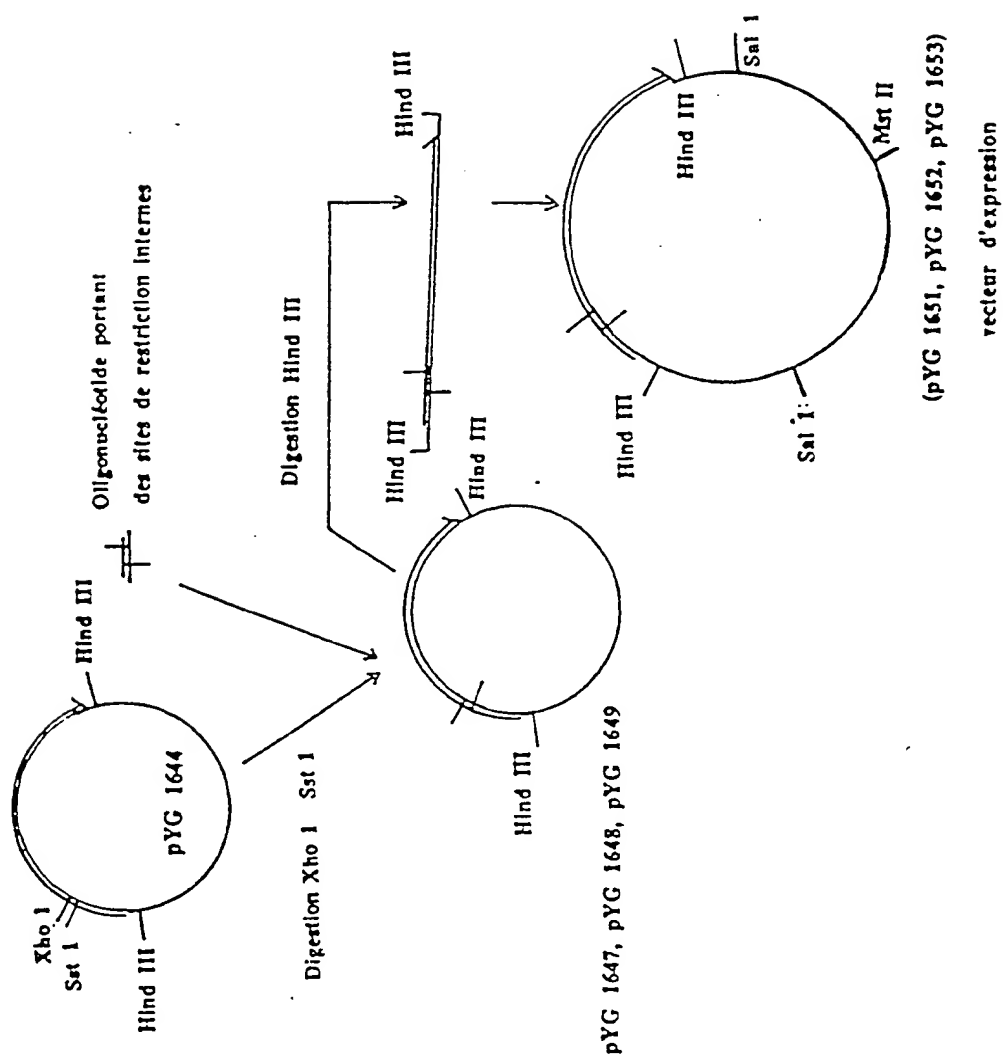 Xho 1
Sst 1
Hind III
pYG 1644
Hind III
Oligonucléotide portant
des sites de restriction internes
Digestion Xho 1 Sst 1
Hind III
Hind III
pYG 1647, pYG 1648, pYG 1649
Digestion Hind III
Hind III
Hind III
Hind III
Hind III
Sal 1
Sal 1
Mst II
(pYG 1651, pYG 1652, pYG 1653)
vecteur d'expression